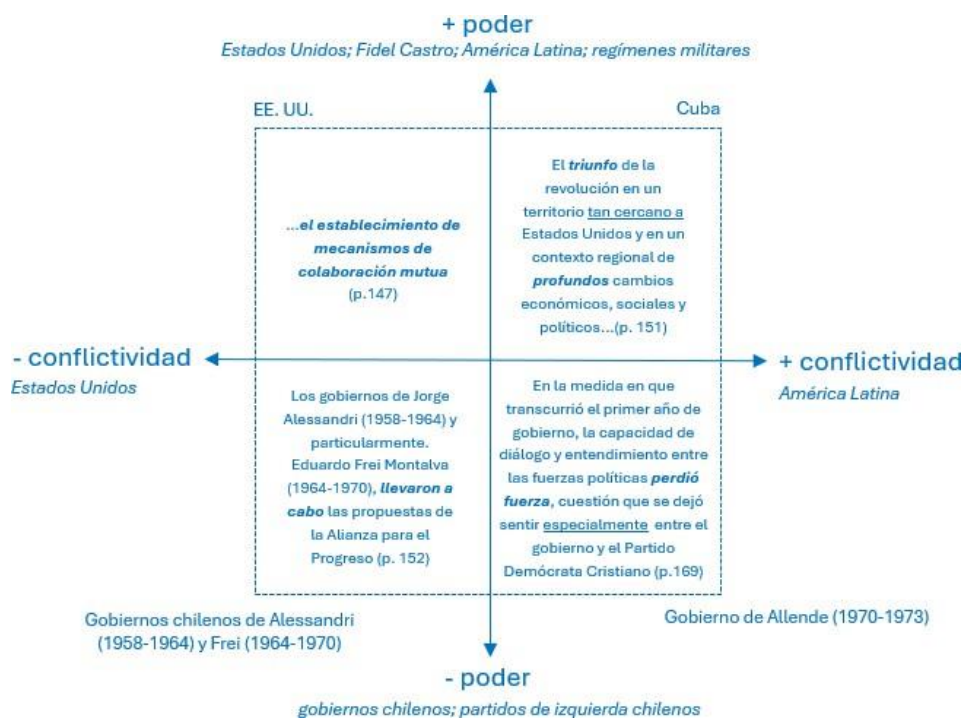 + poder
Estados Unidos; Fidel Castro; América Latina; regímenes militares
EE. UU.
Cuba
...el establecimiento de
mecanismos de
colaboración mutua
(p.147)
El triunfo de la
revolución en un
territorio tan cercano a
Estados Unidos y en un
contexto regional de
profundos cambios
económicos, sociales y
políticos...(p. 151)
- conflictividad
Estados Unidos
+ conflictividad
América Latina
Los gobiernos de Jorge
Alessandri (1958-1964) y
particularmente.
Eduardo Frei Montalva
(1964-1970), llevaron a
cabo las propuestas de
la Alianza para el
Progreso (p. 152)
En la medida en que
transcurrió el primer año de
gobierno, la capacidad de
diálogo y entendimiento entre
las fuerzas políticas perdió
fuerza, cuestión que se dejó
sentir especialmente entre el
gobierno y el Partido
Demócrata Cristiano (p.169)
Gobiernos chilenos de Alessandri
(1958-1964) y Frei (1964-1970)
Gobierno de Allende (1970-1973)
- poder
gobiernos chilenos; partidos de izquierda chilenos